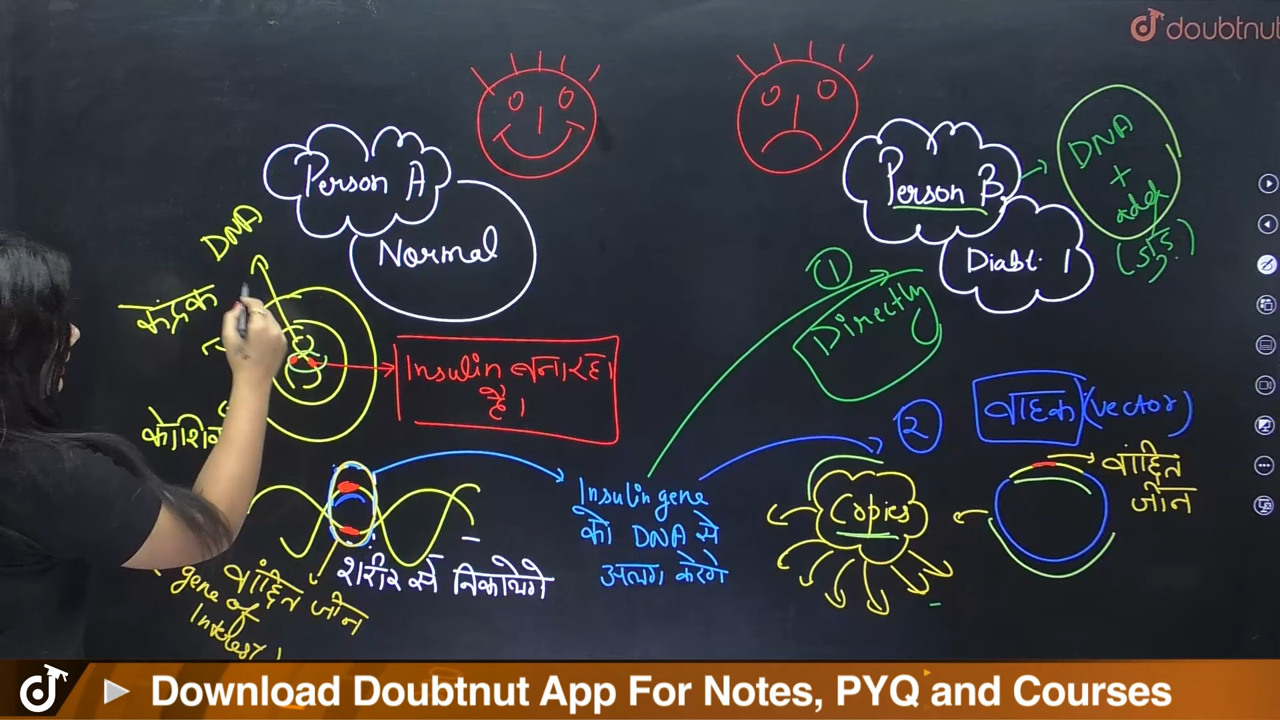 doubtnut
Person A
Normal
DNA
केंद्रक
Insulin बना रहा
है।
Person B
Diabt. 1
DNA
+
1
Directly
2
वाहक (vector)
वांछित
जीन
Copies
Insulin gene
को DNA से
अलग करेंगे
शरीर से निकालेंगे
वांछित जीन
gene of
Interest
Download Doubtnut App For Notes, PYQ and Courses